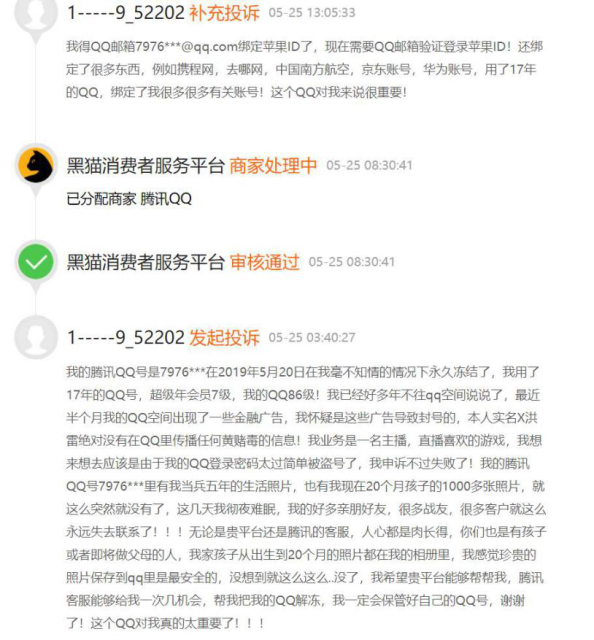 1-----9_52202 补充投诉 05-25 13:05:33
我得QQ邮箱7976***@qq.com绑定苹果ID了，现在需要QQ邮箱验证登录苹果ID！还绑
定了很多东西，例如携程网，去哪网，中国南方航空，京东账号，华为账号，用了17年
的QQ，绑定了我很多很多有关账号！这个QQ对我来说很重要！
黑猫消费者服务平台 商家处理中 05-25 08:30:41
已分配商家 腾讯QQ
黑猫消费者服务平台 审核通过 05-25 08:30:41
1-----9_52202 发起投诉 05-25 03:40:27
我的腾讯QQ号是7976***在2019年5月20日在我毫不知情的情况下永久冻结了，我用了
17年的QQ号，超级年会员7级，我的QQ86级！我已经好多年不往qq空间说说了，最近
半个月我的QQ空间出现了一些金融广告，我怀疑是这些广告导致封号的，本人实名X洪
雷绝对没有在QQ里传播任何黄赌毒的信息！我业务是一名主播，直播喜欢的游戏，我想
来想去应该是由于我的QQ登录密码太过简单被盗号了，我申诉不过失败了！我的腾讯
QQ号7976***里有我当兵五年的生活照片，也有我现在20个月孩子的1000多张照片，就
这么突然就没有了，这几天我彻夜难眠，我的好多亲朋好友，很多战友，很多客户就这么
永远失去联系了！！！无论是贵平台还是腾讯的客服，人心都是肉长得，你们也是有孩子
或者即将做父母的人，我家孩子从出生到20个月的照片都在我的相册里，我感觉珍贵的
照片保存到qq里是最安全的，没想到就这么这么..没了，我希望贵平台能够帮帮我，腾讯
客服能够给我一次几机会，帮我把我的QQ解冻，我一定会保管好自己的QQ号，谢谢
了！这个QQ对我真的太重要了！！！